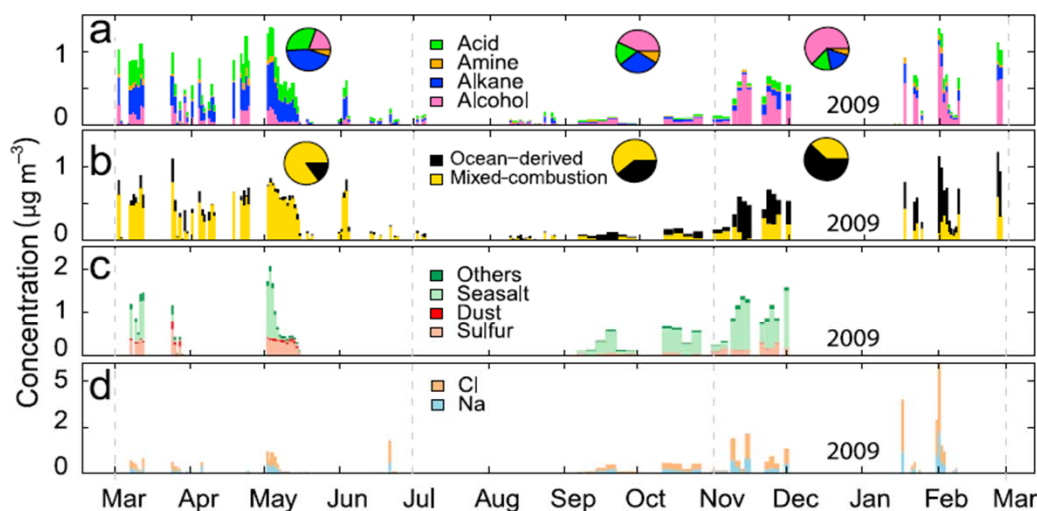 a
Acid
Amine
Alkane
Alcohol
2009
1
0
b
Ocean-derived
Mixed-combustion
2009
1
0
Concentration (μg m⁻³)
c
Others
Seasalt
Dust
Sulfur
2009
2
1
0
d
Cl
Na
2009
5
2
0
Mar Apr May Jun Jul Aug Sep Oct Nov Dec Jan Feb Mar